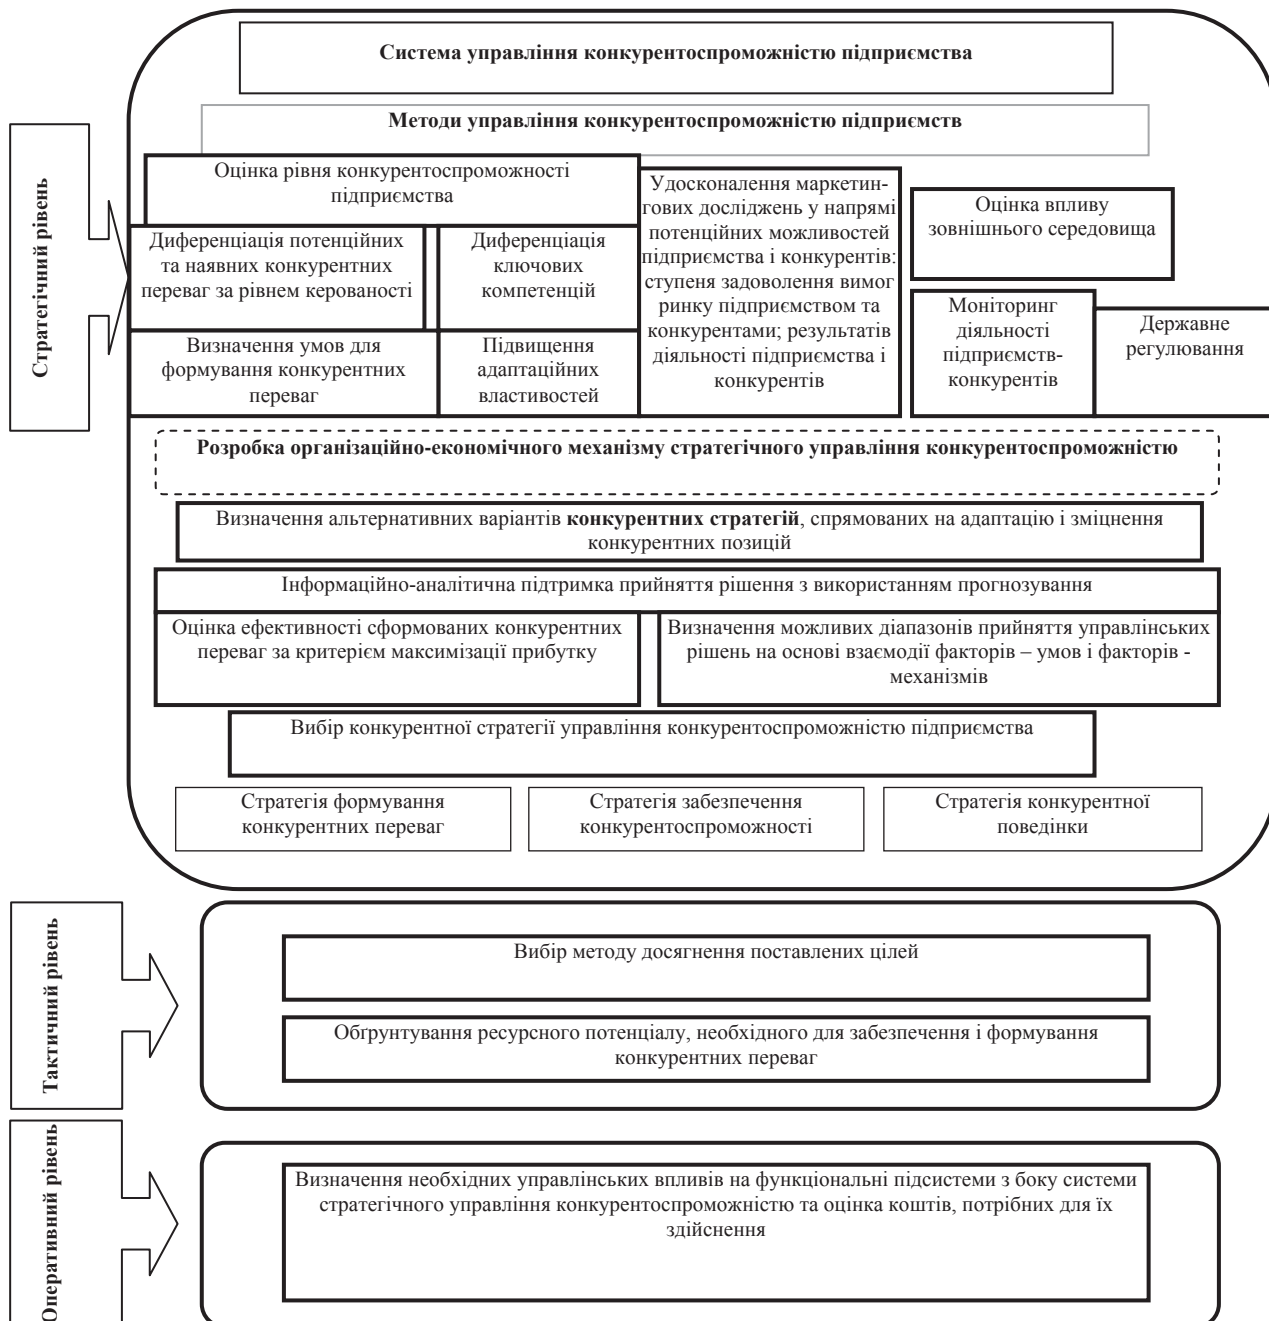 Система управління конкурентоспроможністю підприємства
Методи управління конкурентоспроможністю підприємств
Стратегічний рівень
Оцінка рівня конкурентоспроможності
підприємства
Диференціація потенційних
та наявних конкурентних
переваг за рівнем керованості
Диференціація
ключових
компетенцій
Визначення умов для
формування конкурентних
переваг
Підвищення
адаптаційних
властивостей
Удосконалення маркетин-
гових досліджень у напрямі
потенційних можливостей
підприємства і конкурентів:
ступеня задоволення вимог
ринку підприємством та
конкурентами; результатів
діяльності підприємства і
конкурентів
Оцінка впливу
зовнішнього середовища
Моніторинг
діяльності
підприємств-
конкурентів
Державне
регулювання
Розробка організаційно-економічного механізму стратегічного управління конкурентоспроможністю
Визначення альтернативних варіантів конкурентних стратегій, спрямованих на адаптацію і зміцнення
конкурентних позицій
Інформаційно-аналітична підтримка прийняття рішення з використанням прогнозування
Оцінка ефективності сформованих конкурентних
переваг за критерієм максимізації прибутку
Визначення можливих діапазонів прийняття управлінських
рішень на основі взаємодії факторів – умов і факторів -
механізмів
Вибір конкурентної стратегії управління конкурентоспроможністю підприємства
Стратегія формування
конкурентних переваг
Стратегія забезпечення
конкурентоспроможності
Стратегія конкурентної
поведінки
Тактичний рівень
Вибір методу досягнення поставлених цілей
Обґрунтування ресурсного потенціалу, необхідного для забезпечення і формування
конкурентних переваг
Оперативний рівень
Визначення необхідних управлінських впливів на функціональні підсистеми з боку системи
стратегічного управління конкурентоспроможністю та оцінка коштів, потрібних для їх
здійснення